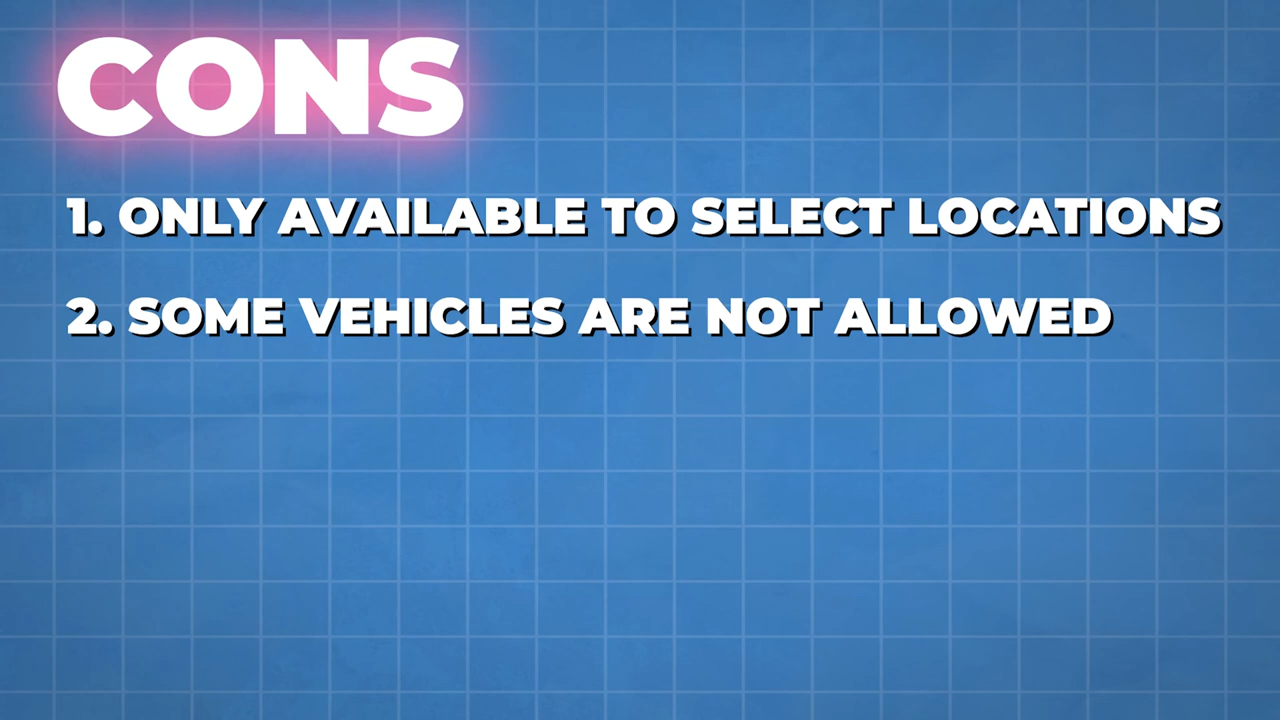 CONS
1. ONLY AVAILABLE TO SELECT LOCATIONS
2. SOME VEHICLES ARE NOT ALLOWED